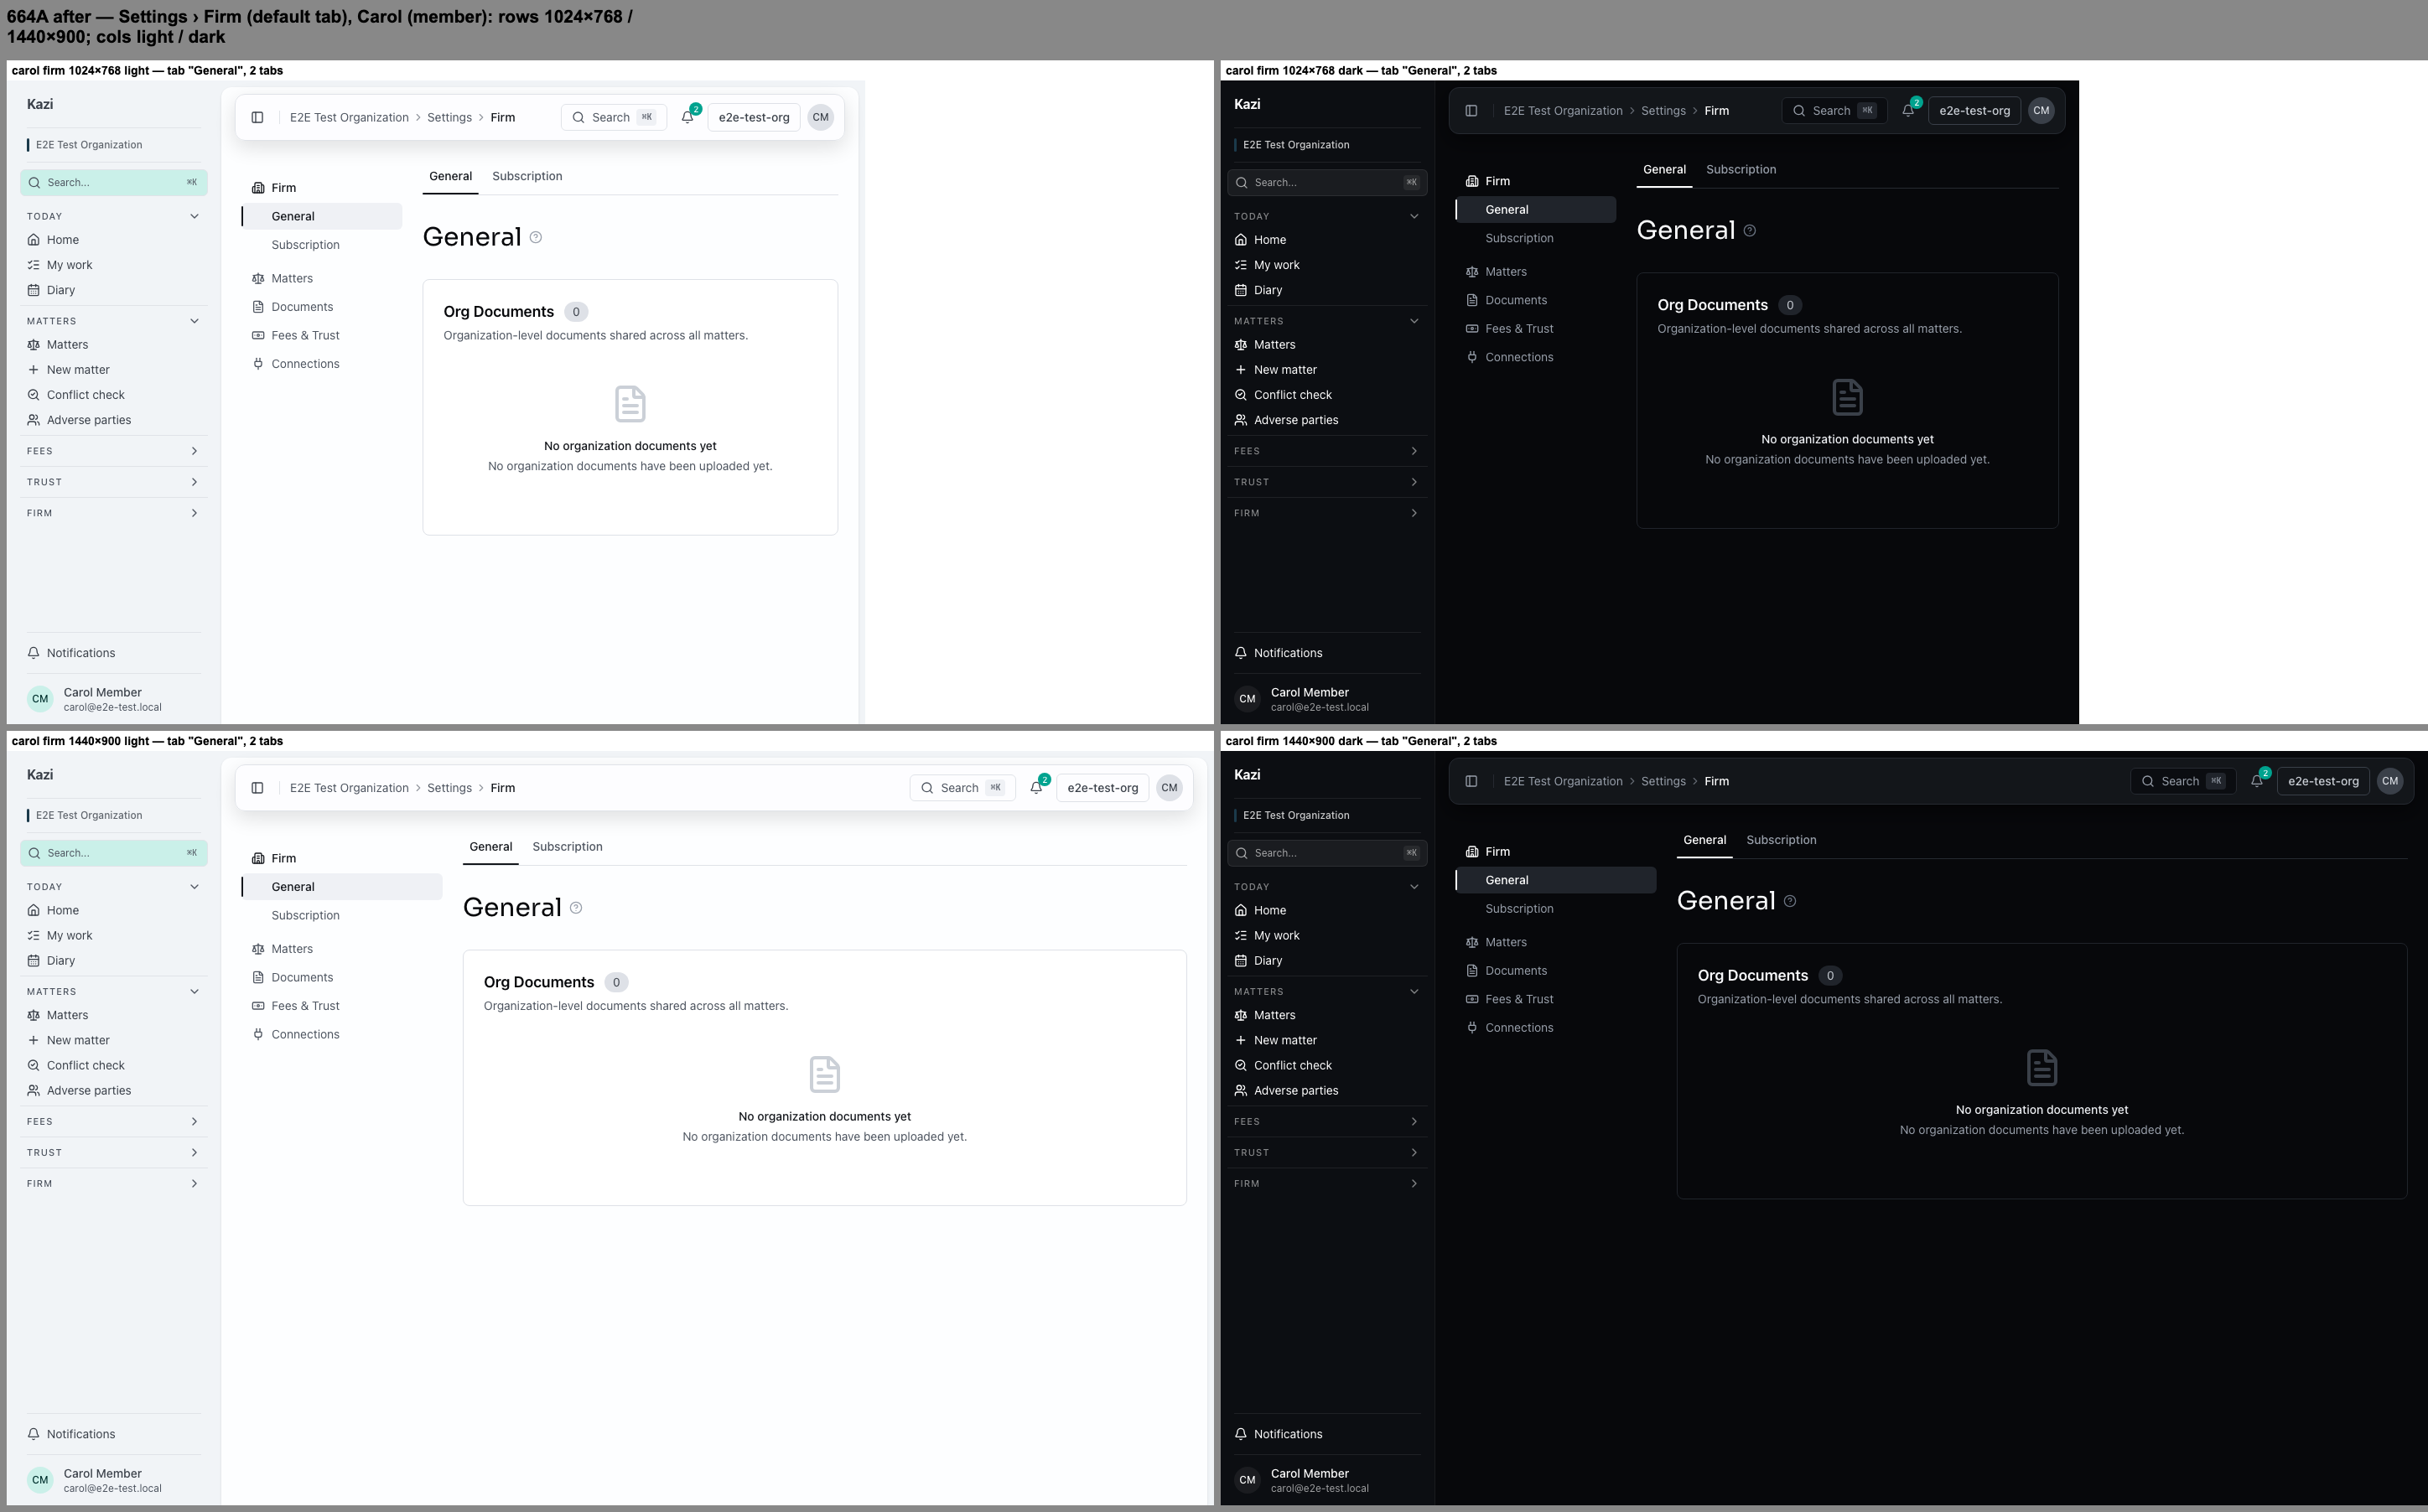 664A after — Settings › Firm (default tab), Carol (member): rows 1024×768 /
1440×900; cols light / dark
carol firm 1024×768 light — tab "General", 2 tabs
Kazi
E2E Test Organization
Search... ⌘K
TODAY
Home
My work
Diary
MATTERS
Matters
New matter
Conflict check
Adverse parties
FEES
TRUST
FIRM
Notifications
CM
Carol Member
carol@e2e-test.local
E2E Test Organization > Settings > Firm
Search ⌘K
2
e2e-test-org
CM
Firm
General
Subscription
Matters
Documents
Fees & Trust
Connections
General Subscription
General
Org Documents 0
Organization-level documents shared across all matters.
No organization documents yet
No organization documents have been uploaded yet.
carol firm 1024×768 dark — tab "General", 2 tabs
Kazi
E2E Test Organization
Search... ⌘K
TODAY
Home
My work
Diary
MATTERS
Matters
New matter
Conflict check
Adverse parties
FEES
TRUST
FIRM
Notifications
CM
Carol Member
carol@e2e-test.local
E2E Test Organization > Settings > Firm
Search ⌘K
2
e2e-test-org
CM
Firm
General
Subscription
Matters
Documents
Fees & Trust
Connections
General Subscription
General
Org Documents 0
Organization-level documents shared across all matters.
No organization documents yet
No organization documents have been uploaded yet.
carol firm 1440×900 light — tab "General", 2 tabs
Kazi
E2E Test Organization
Search... ⌘K
TODAY
Home
My work
Diary
MATTERS
Matters
New matter
Conflict check
Adverse parties
FEES
TRUST
FIRM
Notifications
CM
Carol Member
carol@e2e-test.local
E2E Test Organization > Settings > Firm
Search ⌘K
2
e2e-test-org
CM
Firm
General
Subscription
Matters
Documents
Fees & Trust
Connections
General Subscription
General
Org Documents 0
Organization-level documents shared across all matters.
No organization documents yet
No organization documents have been uploaded yet.
carol firm 1440×900 dark — tab "General", 2 tabs
Kazi
E2E Test Organization
Search... ⌘K
TODAY
Home
My work
Diary
MATTERS
Matters
New matter
Conflict check
Adverse parties
FEES
TRUST
FIRM
Notifications
CM
Carol Member
carol@e2e-test.local
E2E Test Organization > Settings > Firm
Search ⌘K
2
e2e-test-org
CM
Firm
General
Subscription
Matters
Documents
Fees & Trust
Connections
General Subscription
General
Org Documents 0
Organization-level documents shared across all matters.
No organization documents yet
No organization documents have been uploaded yet.